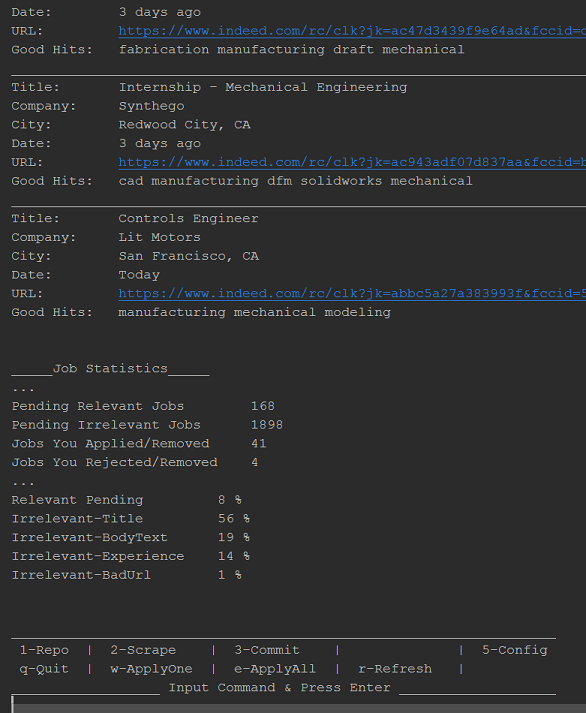 Date: 3 days ago
URL: https://www.indeed.com/rc/clk?jk=ac47d3439f9e64ad&fccid=
Good Hits: fabrication manufacturing draft mechanical
Title: Internship - Mechanical Engineering
Company: Synthego
City: Redwood City, CA
Date: 3 days ago
URL: https://www.indeed.com/rc/clk?jk=ac943adf07d837aa&fccid=
Good Hits: cad manufacturing dfm solidworks mechanical
Title: Controls Engineer
Company: Lit Motors
City: San Francisco, CA
Date: Today
URL: https://www.indeed.com/rc/clk?jk=abbc5a27a383993f&fccid=5
Good Hits: manufacturing mechanical modeling
_____Job Statistics_____
...
Pending Relevant Jobs 168
Pending Irrelevant Jobs 1898
Jobs You Applied/Removed 41
Jobs You Rejected/Removed 4
...
Relevant Pending 8 %
Irrelevant-Title 56 %
Irrelevant-BodyText 19 %
Irrelevant-Experience 14 %
Irrelevant-BadUrl 1 %
1-Repo | 2-Scrape | 3-Commit | | 5-Config
q-Quit | w-ApplyOne | e-ApplyAll | r-Refresh |
__________________ Input Command & Press Enter ___________________